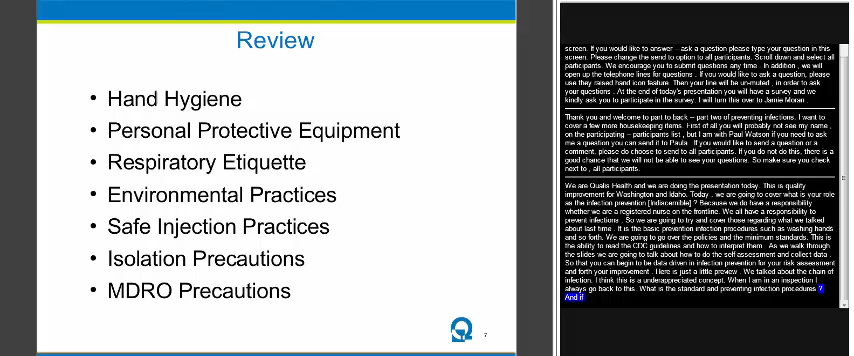 Review
• Hand Hygiene
• Personal Protective Equipment
• Respiratory Etiquette
• Environmental Practices
• Safe Injection Practices
• Isolation Precautions
• MDRO Precautions
7
screen. If you would like to answer – ask a question please type your question in this
screen. Please change the send to option to all participants. Scroll down and select all
participants. We encourage you to submit questions any time . In addition , we will
open up the telephone lines for questions . If you would like to ask a question, please
use they raised hand icon feature. Then your line will be un-muted , in order to ask
your questions . At the end of today's presentation you will have a survey and we
kindly ask you to participate in the survey. I will turn this over to Jamie Moran .
Thank you and welcome to part to back – part two of preventing infections. I want to
cover a few more housekeeping items. First of all you will probably not see my name ,
on the participating – participants list , but I am with Paul Watson if you need to ask
me a question you can send it to Paula . If you would like to send a question or a
comment, please do choose to send to all participants. If you do not do this, there is a
good chance that we will not be able to see your questions. So make sure you check
next to , all participants.
We are Qualis Health and we are doing the presentation today. This is quality
improvement for Washington and Idaho. Today , we are going to cover what is your role
as the infection prevention [Indiscernible] ? Because we do have a responsibility
whether we are a registered nurse on the frontline. We all have a responsibility to
prevent infections . So we are going to try and cover those regarding what we talked
about last time . It is the basic prevention infection procedures such as washing hands
and so forth. We are going to go over the policies and the minimum standards. This is
the ability to read the CDC guidelines and how to interpret them . As we walk through
the slides we are going to talk about how to do the self assessment and collect data .
So that you can begin to be data driven in infection prevention for your risk assessment
and forth your improvement . Here is just a little preview . We talked about the chain of
infection. I think this is a underappreciated concept. When I am in an inspection I
always go back to this. What is the standard and preventing infection procedures ?
And if